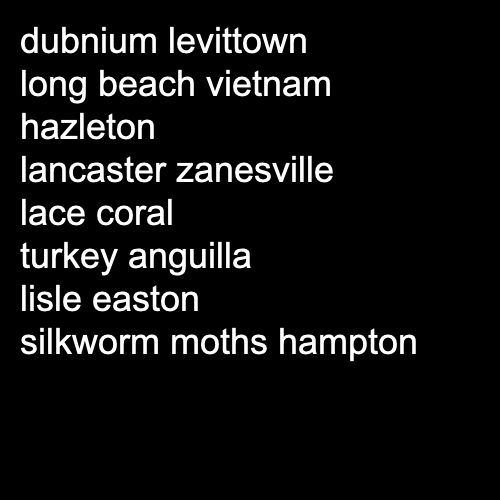 dubnium levittown
long beach vietnam
hazleton
lancaster zanesville
lace coral
turkey anguilla
lisle easton
silkworm moths hampton